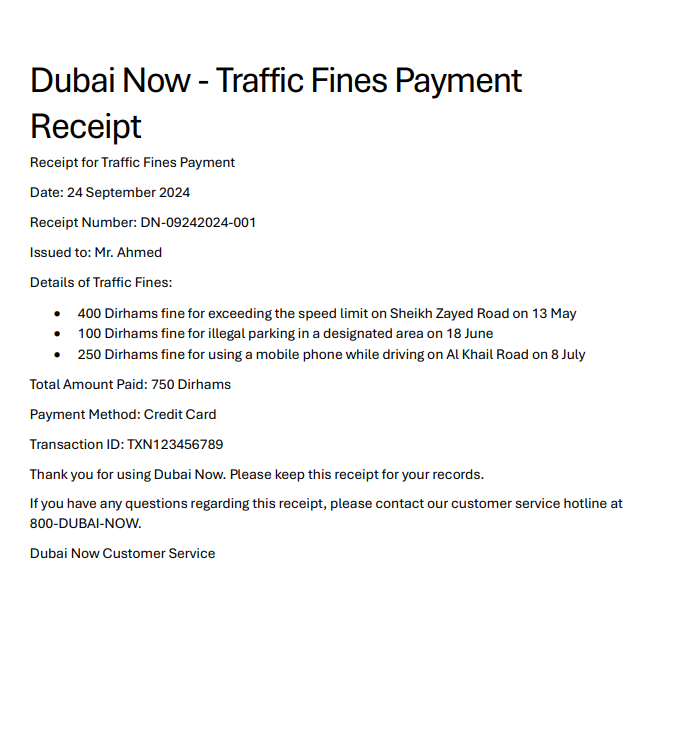 Dubai Now - Traffic Fines Payment
Receipt
Receipt for Traffic Fines Payment
Date: 24 September 2024
Receipt Number: DN-09242024-001
Issued to: Mr. Ahmed
Details of Traffic Fines:
• 400 Dirhams fine for exceeding the speed limit on Sheikh Zayed Road on 13 May
• 100 Dirhams fine for illegal parking in a designated area on 18 June
• 250 Dirhams fine for using a mobile phone while driving on Al Khail Road on 8 July
Total Amount Paid: 750 Dirhams
Payment Method: Credit Card
Transaction ID: TXN123456789
Thank you for using Dubai Now. Please keep this receipt for your records.
If you have any questions regarding this receipt, please contact our customer service hotline at
800-DUBAI-NOW.
Dubai Now Customer Service